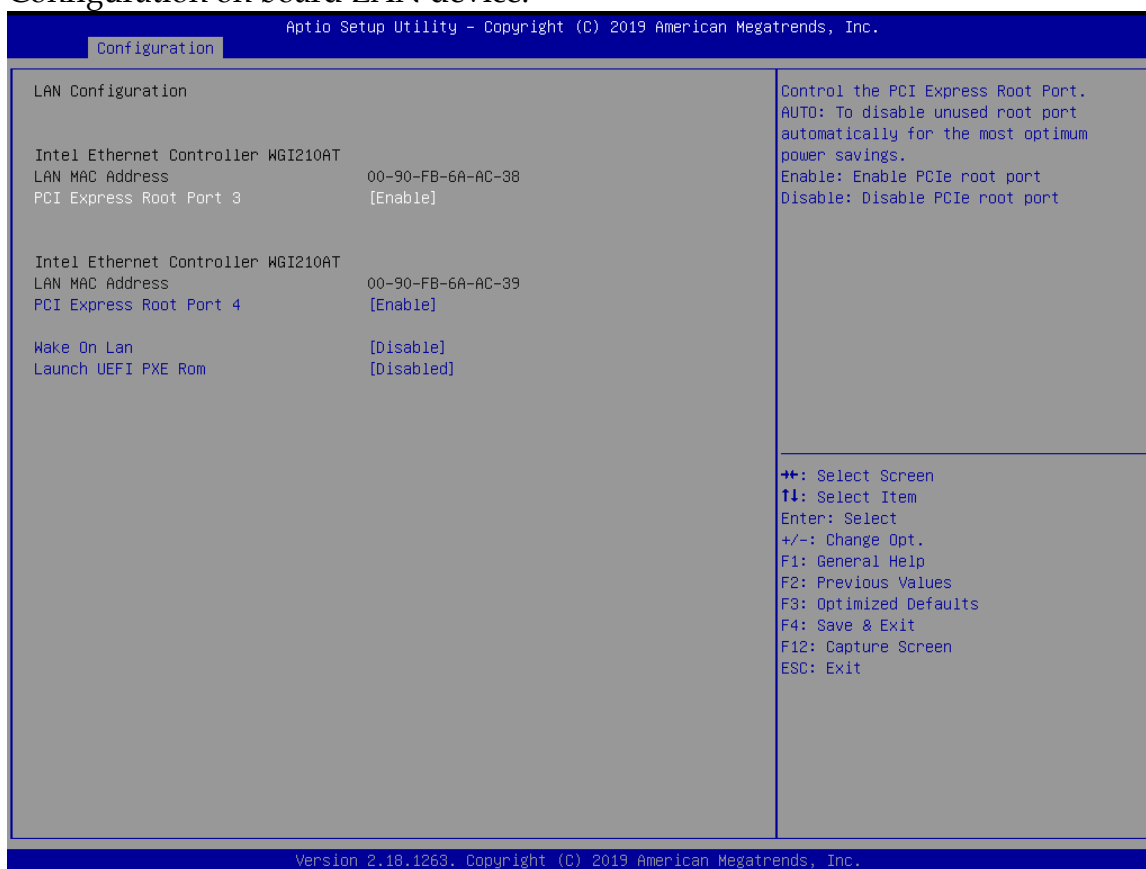 Configuration on board LAN device.
Aptio Setup Utility – Copyright (C) 2019 American Megatrends, Inc.
Configuration
LAN Configuration
Intel Ethernet Controller WGI210AT
LAN MAC Address 00-90-FB-6A-AC-38
PCI Express Root Port 3 [Enable]
Intel Ethernet Controller WGI210AT
LAN MAC Address 00-90-FB-6A-AC-39
PCI Express Root Port 4 [Enable]
Wake On Lan [Disable]
Launch UEFI PXE Rom [Disabled]
Control the PCI Express Root Port.
AUTO: To disable unused root port
automatically for the most optimum
power savings.
Enable: Enable PCIe root port
Disable: Disable PCIe root port
→←: Select Screen
↑↓: Select Item
Enter: Select
+/-: Change Opt.
F1: General Help
F2: Previous Values
F3: Optimized Defaults
F4: Save & Exit
F12: Capture Screen
ESC: Exit
Version 2.18.1263. Copyright (C) 2019 American Megatrends, Inc.